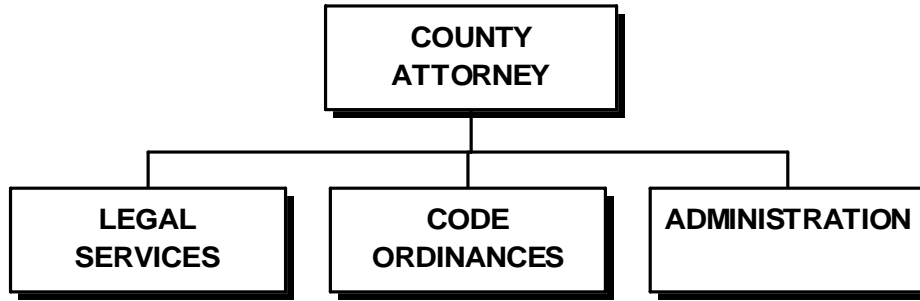 COUNTY
ATTORNEY
LEGAL
SERVICES
CODE
ORDINANCES
ADMINISTRATION